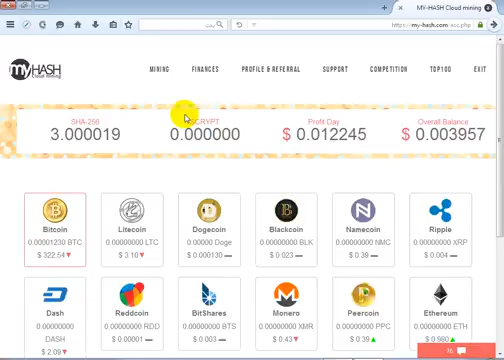 MY-HASH Cloud mining
https://my-hash.com/acc.php
بحث
myHASH
Cloud mining
MINING FINANCES PROFILE & REFERRAL SUPPORT COMPETITION TOP100 EXIT
SHA-256 SCRYPT Profit Day Overall Balance
3.000019 0.000000 $ 0.012245 $ 0.003957
Bitcoin Litecoin Dogecoin Blackcoin Namecoin Ripple
0.00001230 BTC 0.00000000 LTC 0.00000 Doge 0.00000000 BLK 0.00000000 NMC 0.00000000 XRP
$ 322.54 $ 3.10 $ 0.000130 $ 0.023 $ 0.39 $ 0.004
Dash Reddcoin BitShares Monero Peercoin Ethereum
0.00000000 DASH 0.00000000 RDD 0.00000000 BTS 0.00000000 XMR 0.00000000 PPC 0.00000000 ETH
$ 2.09 $ 0.00001 $ 0.003 $ 0.43 $ 0.39 $ 0.980
76